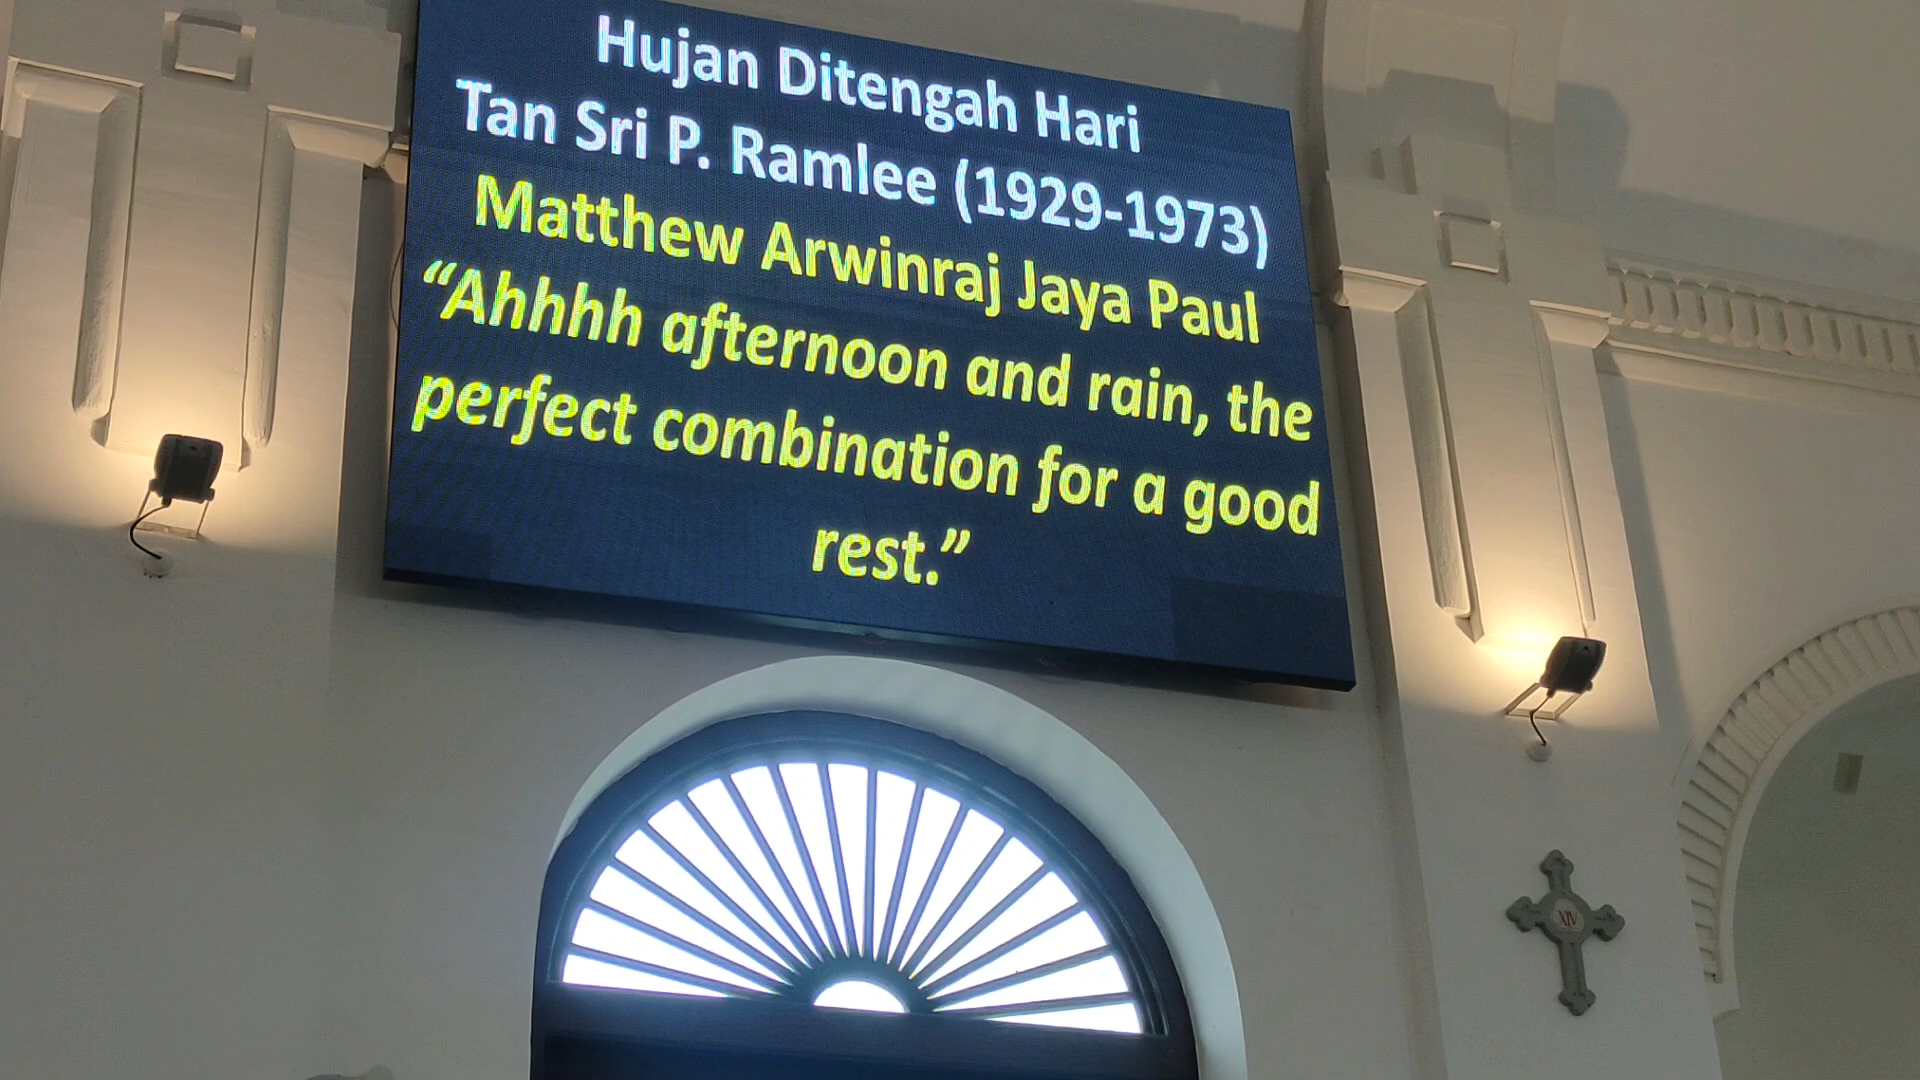 Hujan Ditengah Hari
Tan Sri P. Ramlee (1929-1973)
Matthew Arwinraj Jaya Paul
“Ahhhh afternoon and rain, the
perfect combination for a good
rest.”
XIV